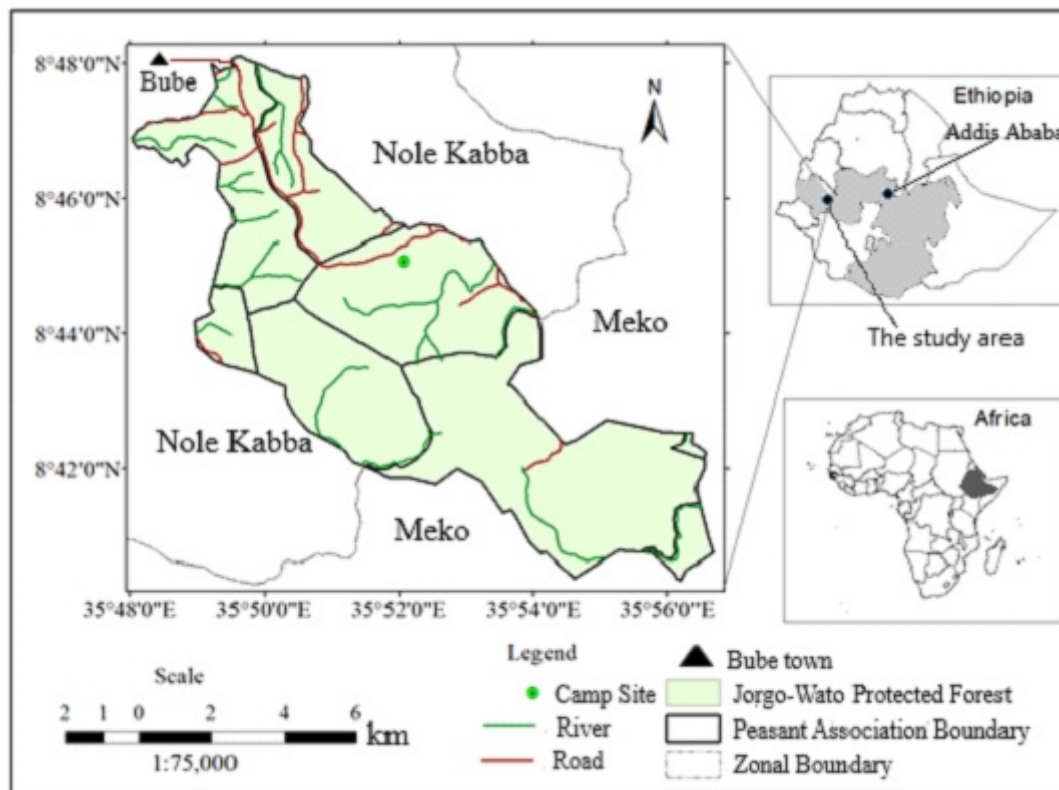 8°48'0"N
8°46'0"N
8°44'0"N
8°42'0"N
Bube
N
Nole Kabba
Meko
Nole Kabba
Meko
35°48'0"E 35°50'0"E 35°52'0"E 35°54'0"E 35°56'0"E
Ethiopia
Addis Ababa
The study area
Africa
Scale
2 1 0 2 4 6 km
1:75,000
Legend
Camp Site
River
Road
Bube town
Jorgo-Wato Protected Forest
Peasant Association Boundary
Zonal Boundary